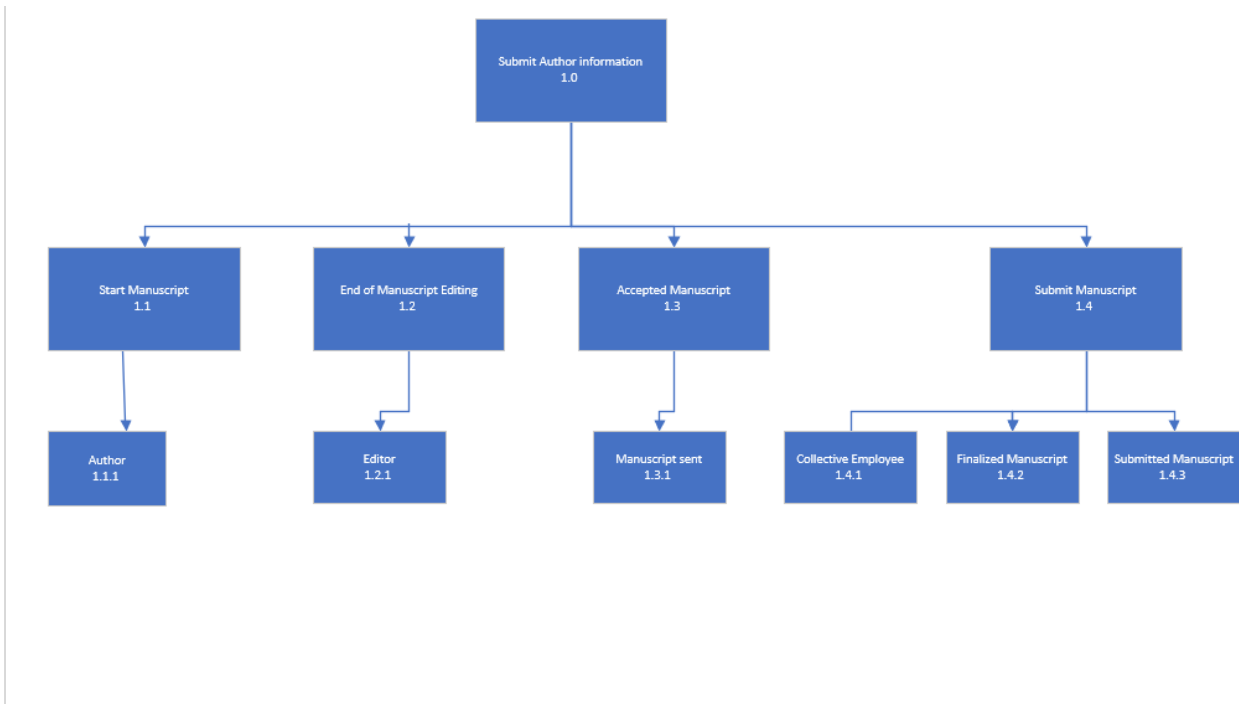 Submit Author information
1.0
Start Manuscript
1.1
End of Manuscript Editing
1.2
Accepted Manuscript
1.3
Submit Manuscript
1.4
Author
1.1.1
Editor
1.2.1
Manuscript sent
1.3.1
Collective Employee
1.4.1
Finalized Manuscript
1.4.2
Submitted Manuscript
1.4.3